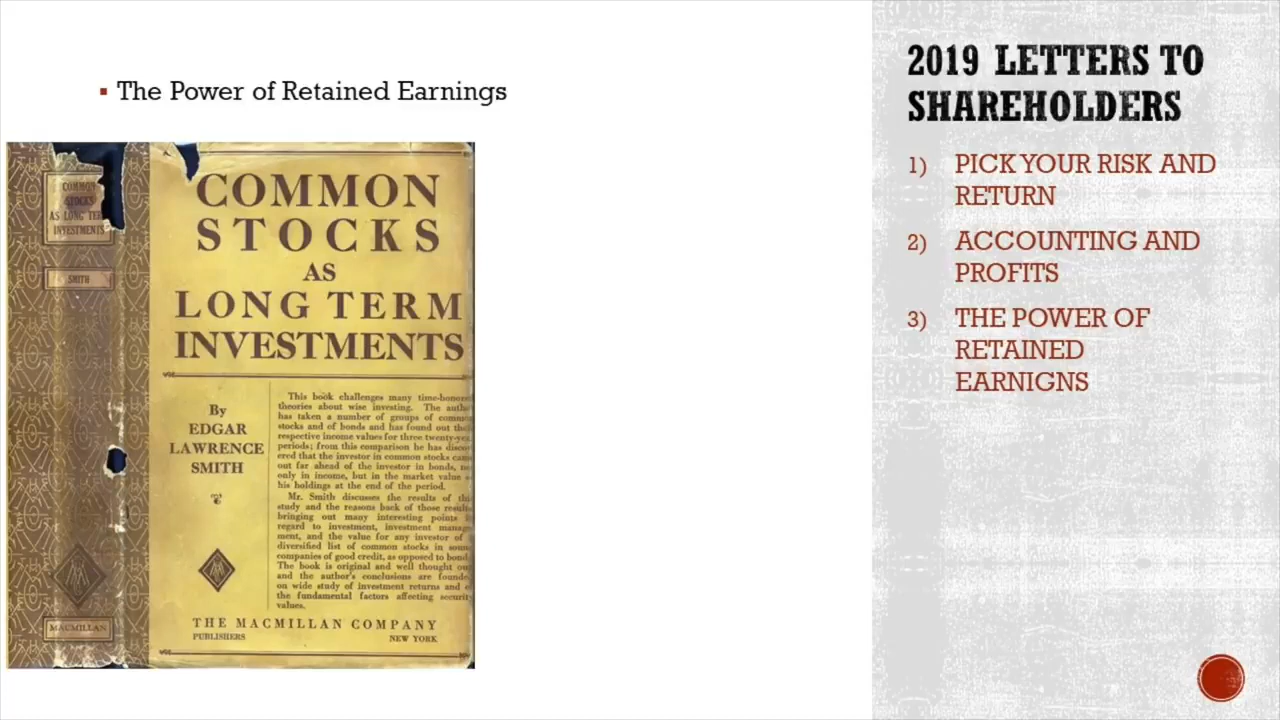 The Power of Retained Earnings
COMMON
STOCKS
AS LONG TERM
INVESTMENTS
SMITH
MACMILLAN
COMMON
STOCKS
AS
LONG TERM
INVESTMENTS
By
EDGAR
LAWRENCE
SMITH
This book challenges many time-honored
theories about wise investing. The
has taken a number of groups of
stocks and of bonds and has found out
respective income values for three
periods; from this comparison he has
ered that the investor in common stocks
out far ahead of the investor in bonds,
only in income, but in the market value
his holdings at the end of the period.
Mr. Smith discusses the results of
study and the reasons back of those
bringing out many interesting points
regard to investment, investment
ment, and the value for any investor of
diversified list of common stocks in
companies of good credit, as opposed to
The book is original and well thought
and the author's conclusions are
on wide study of investment returns and
the fundamental factors affecting
values.
THE MACMILLAN COMPANY
PUBLISHERS NEW YORK
2019 LETTERS TO
SHAREHOLDERS
1) PICK YOUR RISK AND
RETURN
2) ACCOUNTING AND
PROFITS
3) THE POWER OF
RETAINED
EARNIGNS